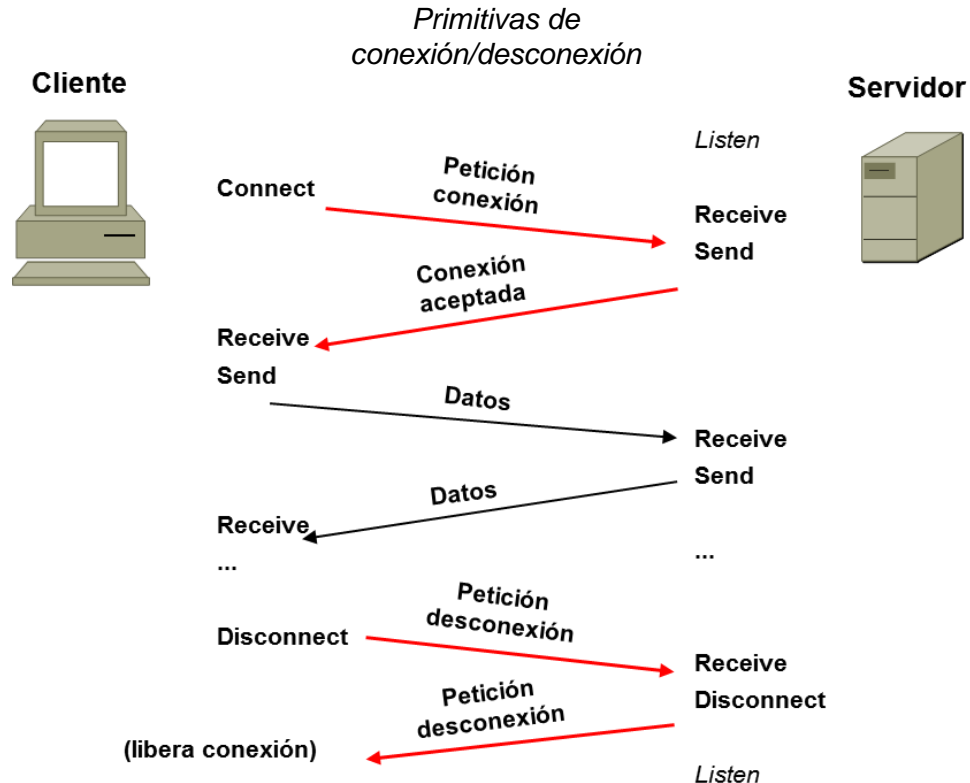 Primitivas de
conexión/desconexión
Cliente
Servidor
Listen
Connect
Petición
conexión
Receive
Send
Conexión
aceptada
Receive
Send
Datos
Receive
Send
Datos
Receive
...
...
Petición
desconexión
Disconnect
Receive
Disconnect
Petición
desconexión
(libera conexión)
Listen